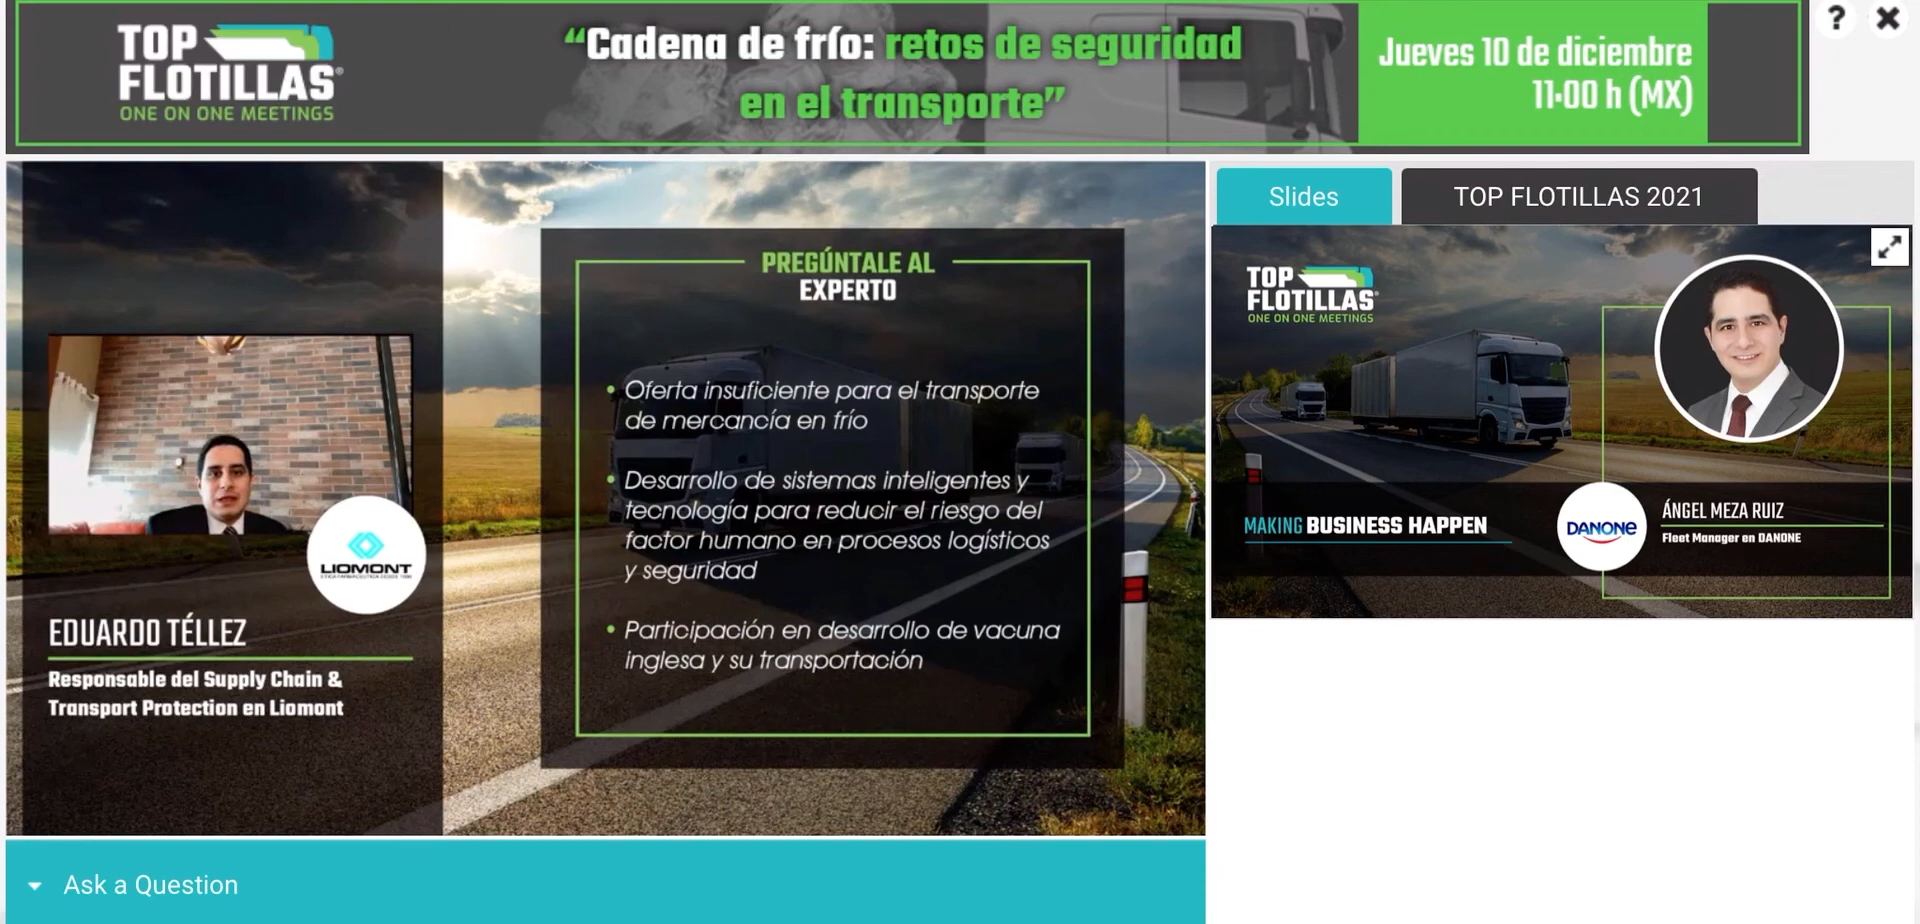 TOP
FLOTILLAS®
ONE ON ONE MEETINGS
“Cadena de frío: retos de seguridad
en el transporte”
Jueves 10 de diciembre
11:00 h (MX)
?
LIOMONT
EDUARDO TÉLLEZ
Responsable del Supply Chain &
Transport Protection en Liomont
PREGÚNTALE AL
EXPERTO
• Oferta insuficiente para el transporte
de mercancía en frío
• Desarrollo de sistemas inteligentes y
tecnología para reducir el riesgo del
factor humano en procesos logísticos
y seguridad
• Participación en desarrollo de vacuna
inglesa y su transportación
Ask a Question
Slides
TOP FLOTILLAS 2021
TOP
FLOTILLAS®
ONE ON ONE MEETINGS
MAKING BUSINESS HAPPEN
DANONE
ÁNGEL MEZA RUIZ
Fleet Manager en DANONE